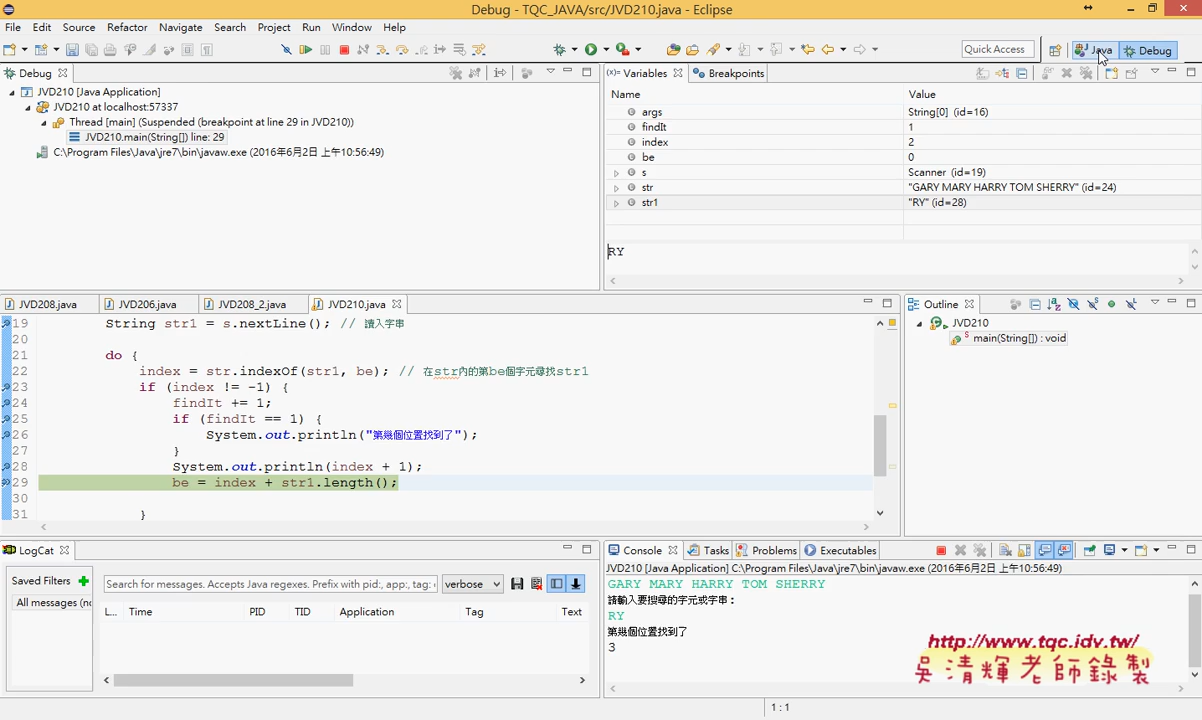 Debug - TQC_JAVA/src/JVD210.java - Eclipse
File Edit Source Refactor Navigate Search Project Run Window Help
Quick Access Java Debug
Debug
JVD210 [Java Application]
JVD210 at localhost:57337
Thread [main] (Suspended (breakpoint at line 29 in JVD210))
JVD210.main(String[]) line: 29
C:\Program Files\Java\jre7\bin\javaw.exe (2016年6月2日 上午10:56:49)
(x)= Variables Breakpoints
Name Value
args String[0] (id=16)
findIt 1
index 2
be 0
s Scanner (id=19)
str "GARY MARY HARRY TOM SHERRY" (id=24)
str1 "RY" (id=28)
RY
JVD208.java JVD206.java JVD208_2.java JVD210.java
19 String str1 = s.nextLine(); // 讀入字串
20
21 do {
22 index = str.indexOf(str1, be); // 在str內的第be個字元尋找str1
23 if (index != -1) {
24 findIt += 1;
25 if (findIt == 1) {
26 System.out.println("第幾個位置找到了");
27 }
28 System.out.println(index + 1);
29 be = index + str1.length();
30
31 }
Outline
JVD210
main(String[]) : void
LogCat
Saved Filters
All messages (no
Search for messages. Accepts Java regexes. Prefix with pid:, app:, tag: verbose
L... Time PID TID Application Tag Text
Console Tasks Problems Executables
JVD210 [Java Application] C:\Program Files\Java\jre7\bin\javaw.exe (2016年6月2日 上午10:56:49)
GARY MARY HARRY TOM SHERRY
請輸入要搜尋的字元或字串：
RY
第幾個位置找到了
3
http://www.tqc.idv.tw/
吳清輝老師錄製
1 : 1